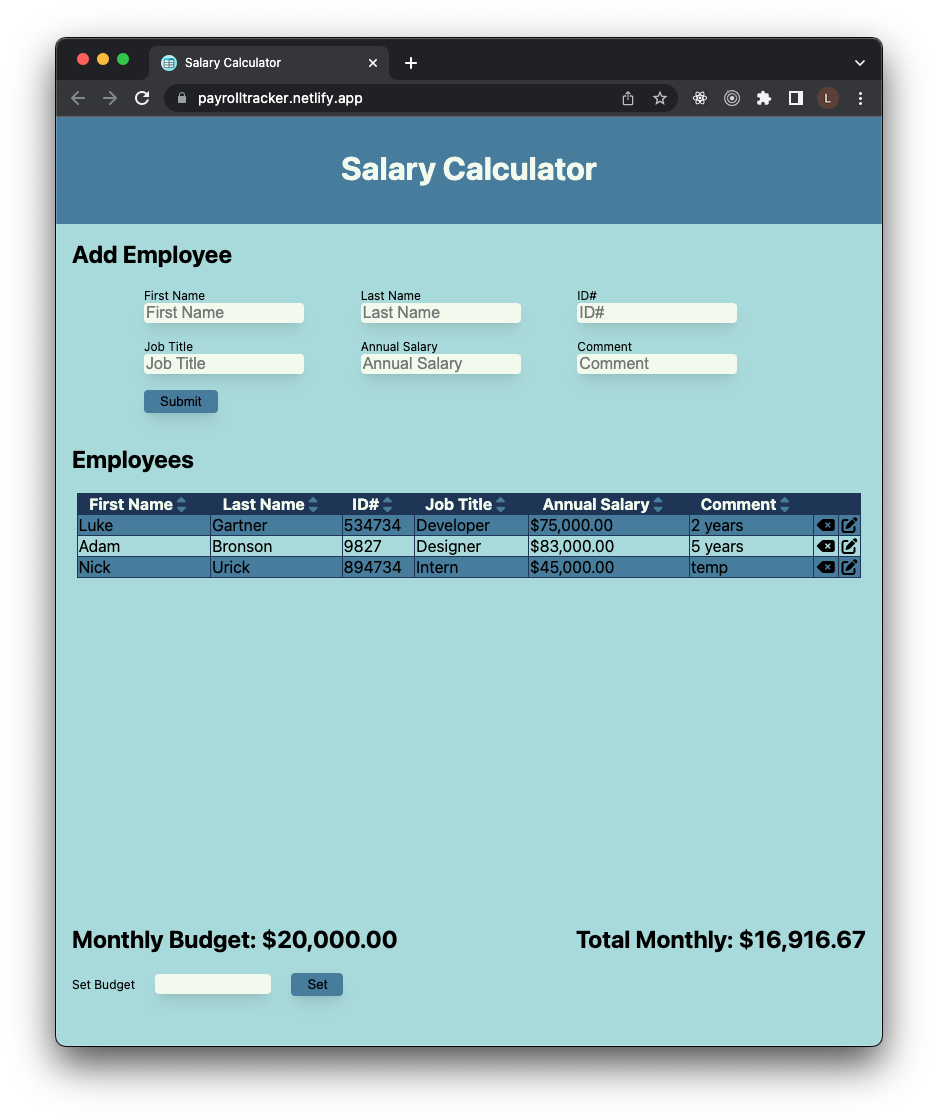 Salary Calculator
payrolltracker.netlify.app
L
Salary Calculator
Add Employee
First Name Last Name ID#
First Name Last Name ID#
Job Title Annual Salary Comment
Job Title Annual Salary Comment
Submit
Employees
First Name Last Name ID# Job Title Annual Salary Comment
Luke Gartner 534734 Developer $75,000.00 2 years
Adam Bronson 9827 Designer $83,000.00 5 years
Nick Urick 894734 Intern $45,000.00 temp
Monthly Budget: $20,000.00 Total Monthly: $16,916.67
Set Budget Set